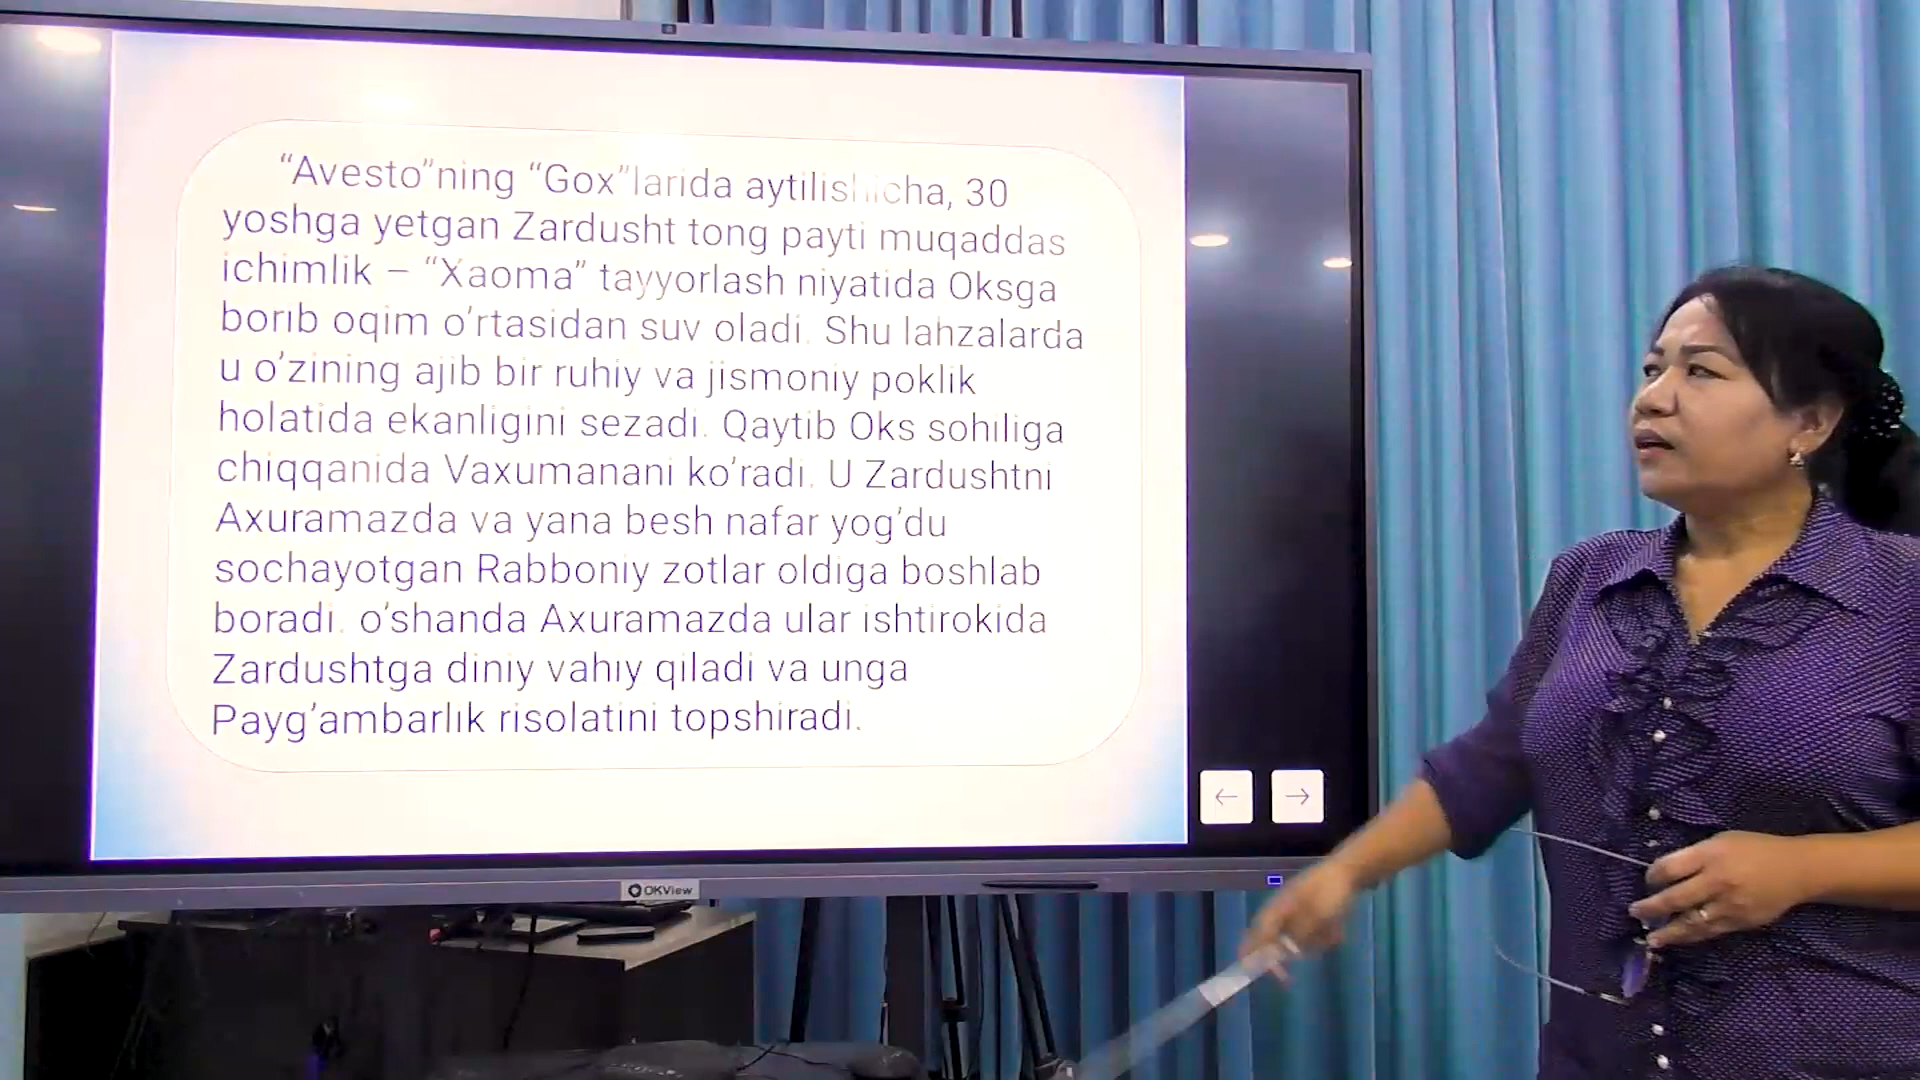 “Avesto”ning “Gox”larida aytilishicha, 30
yoshga yetgan Zardusht tong payti muqaddas
ichimlik – “Xaoma” tayyorlash niyatida Oksga
borib oqim o‘rtasidan suv oladi. Shu lahzalarda
u o‘zining ajib bir ruhiy va jismoniy poklik
holatida ekanligini sezadi. Qaytib Oks sohiliga
chiqqanida Vaxumanani ko‘radi. U Zardushtni
Axuramazda va yana besh nafar yog‘du
sochayotgan Rabboniy zotlar oldiga boshlab
boradi. o‘shanda Axuramazda ular ishtirokida
Zardushtga diniy vahiy qiladi va unga
Payg‘ambarlik risolatini topshiradi.
OKView